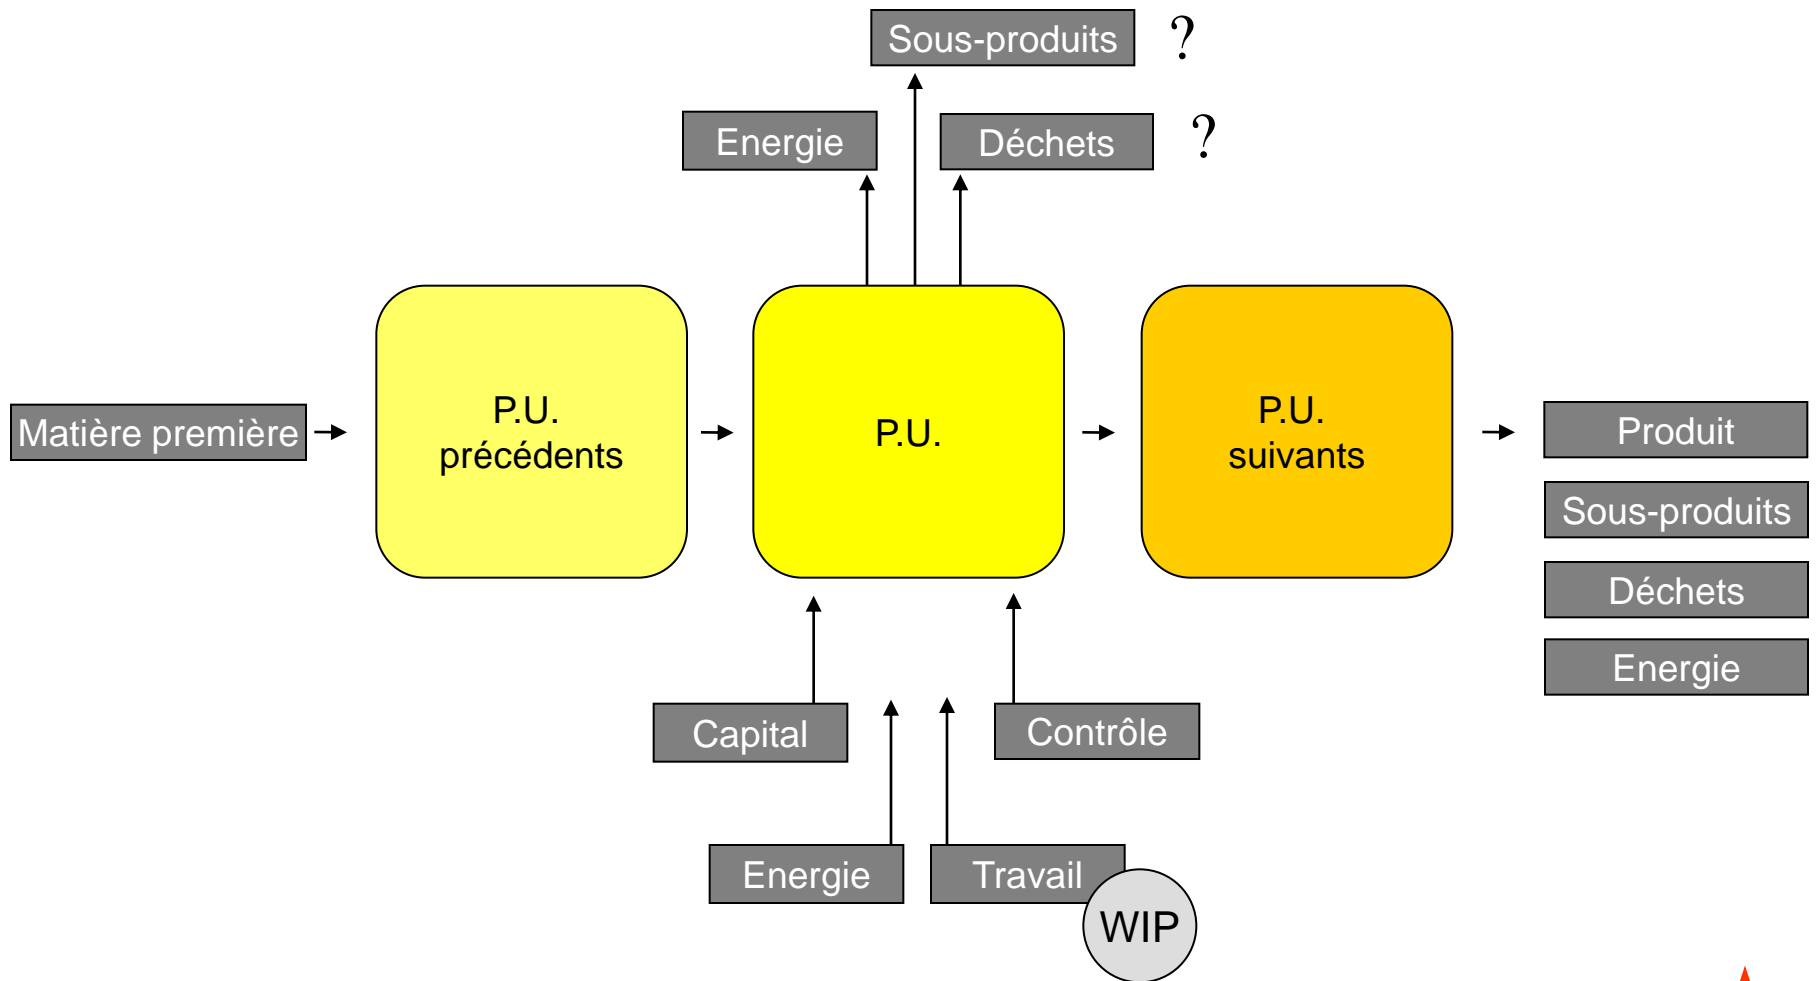 Sous-produits ?
Energie
Déchets ?
Matière première
P.U.
précédents
P.U.
P.U.
suivants
Produit
Sous-produits
Déchets
Energie
Capital
Contrôle
Energie
Travail
WIP